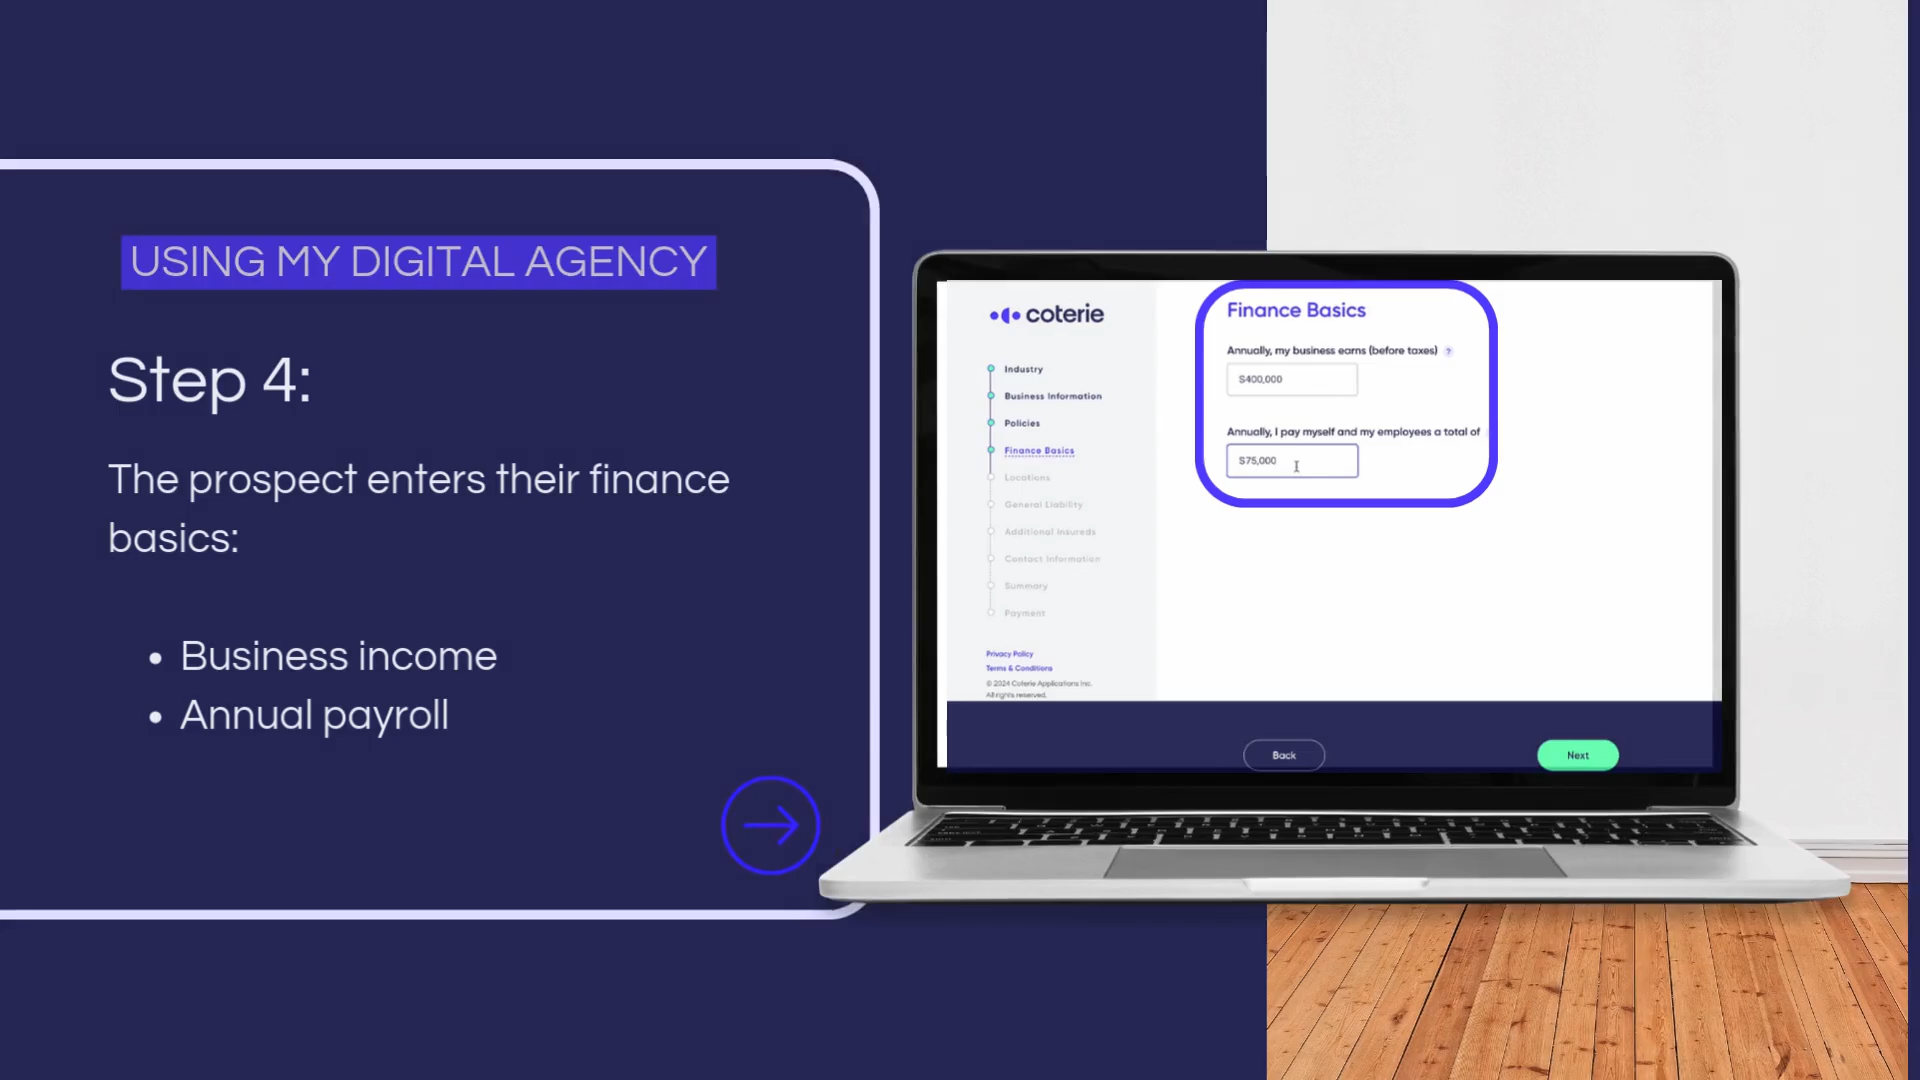 USING MY DIGITAL AGENCY
Step 4:
The prospect enters their finance
basics:
• Business income
• Annual payroll
coterie
Industry
Business Information
Policies
Finance Basics
Locations
General Liability
Additional Insureds
Contact Information
Summary
Payment
Privacy Policy
Terms & Conditions
© 2024 Coterie Applications Inc.
All rights reserved.
Finance Basics
Annually, my business earns (before taxes) ?
$400,000
Annually, I pay myself and my employees a total of
$75,000
Back
Next